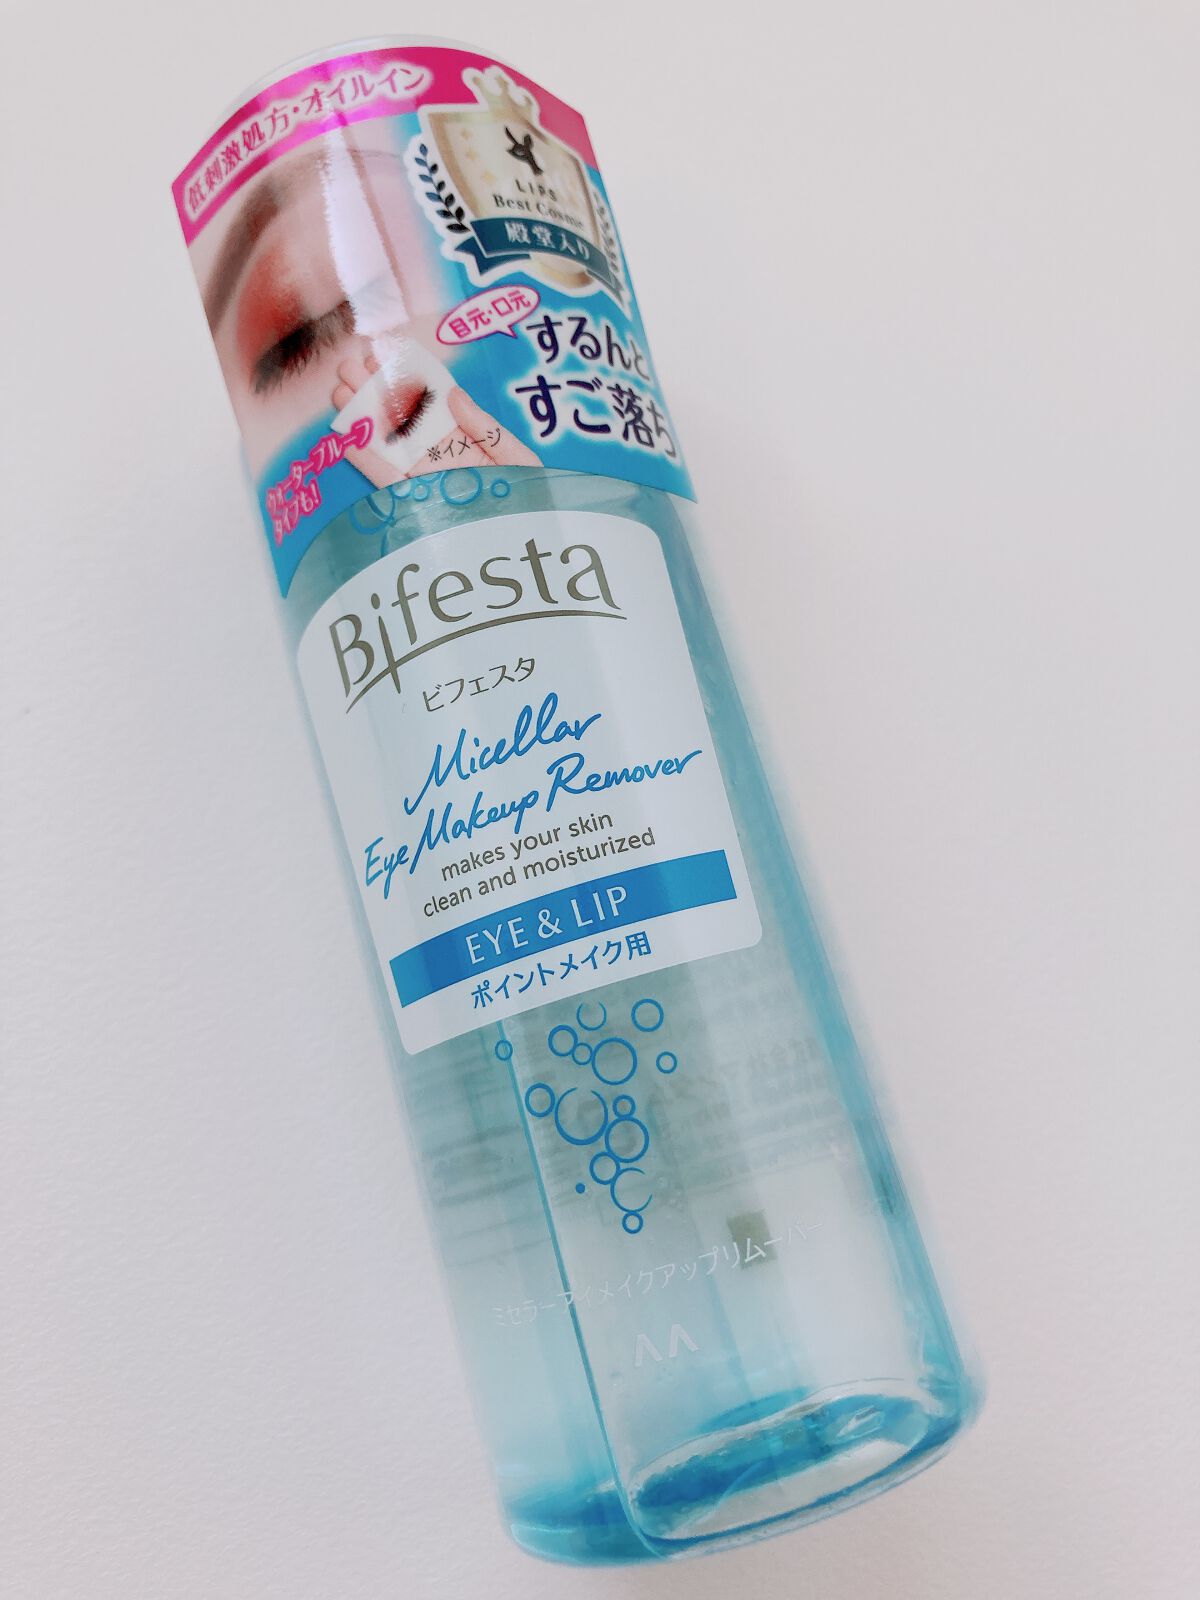 低刺激処方・オイルイン
LIPS
Best Cosme
殿堂入り
目元・口元
するんと
すご落ち
※イメージ
ウォータープルーフ
タイプも!
Bifesta
ビフェスタ
Micellar
Eye Makeup Remover
makes your skin
clean and moisturized
EYE & LIP
ポイントメイク用
ミセラーアイメイクアップリムーバー